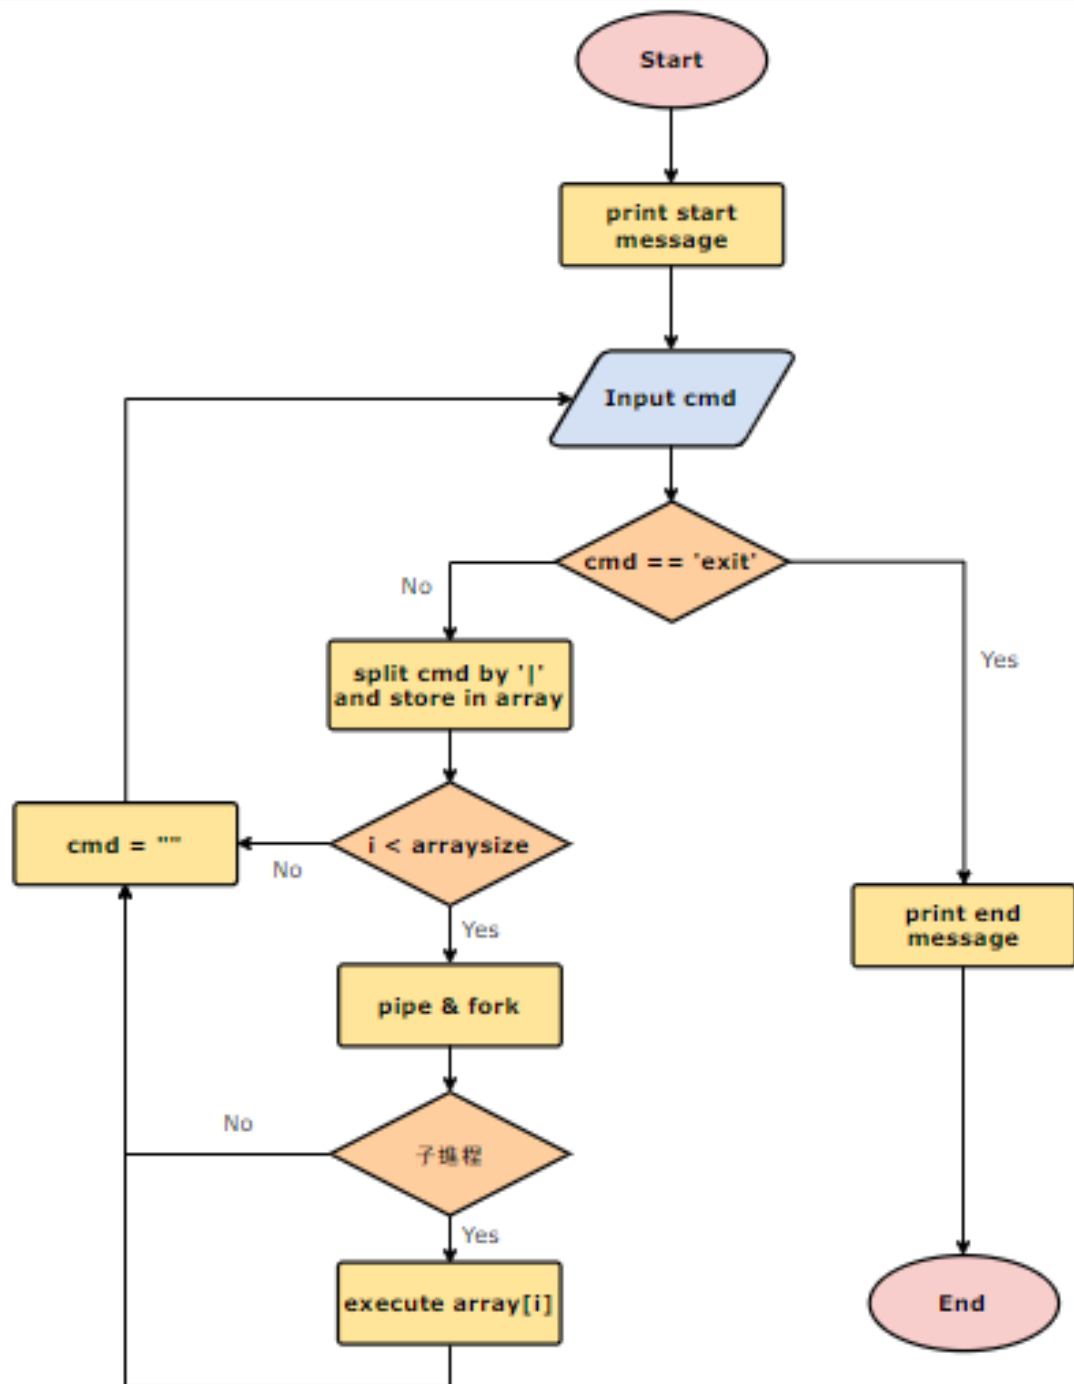 Start
print start
message
Input cmd
cmd == 'exit'
No
Yes
split cmd by '|'
and store in array
i < arraysize
No
cmd = ""
Yes
print end
message
pipe & fork
No
子進程
Yes
execute array[i]
End